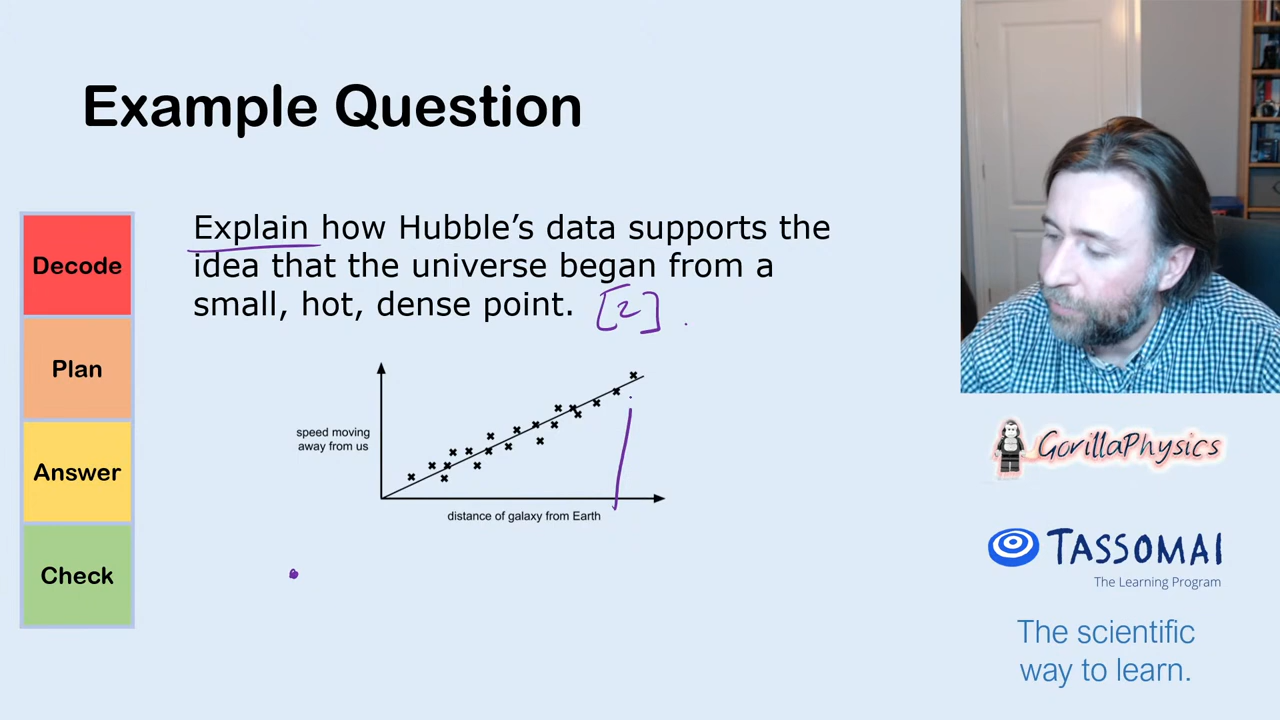 Example Question
Decode
Plan
Answer
Check
Explain how Hubble’s data supports the
idea that the universe began from a
small, hot, dense point. [2]
speed moving
away from us
distance of galaxy from Earth
GorillaPhysics
TASSOMAI
The Learning Program
The scientific
way to learn.